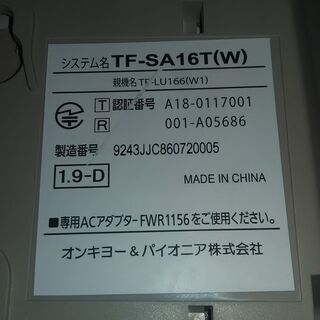 システム名 TF-SA16T(W)
親機名 TF-LU166(W1)
T 認証番号 A18-0117001
R 001-A05686
製造番号 9243JJC860720005
1.9-D MADE IN CHINA
■専用ACアダプターFWR1156をご使用ください。
オンキヨー&パイオニア株式会社